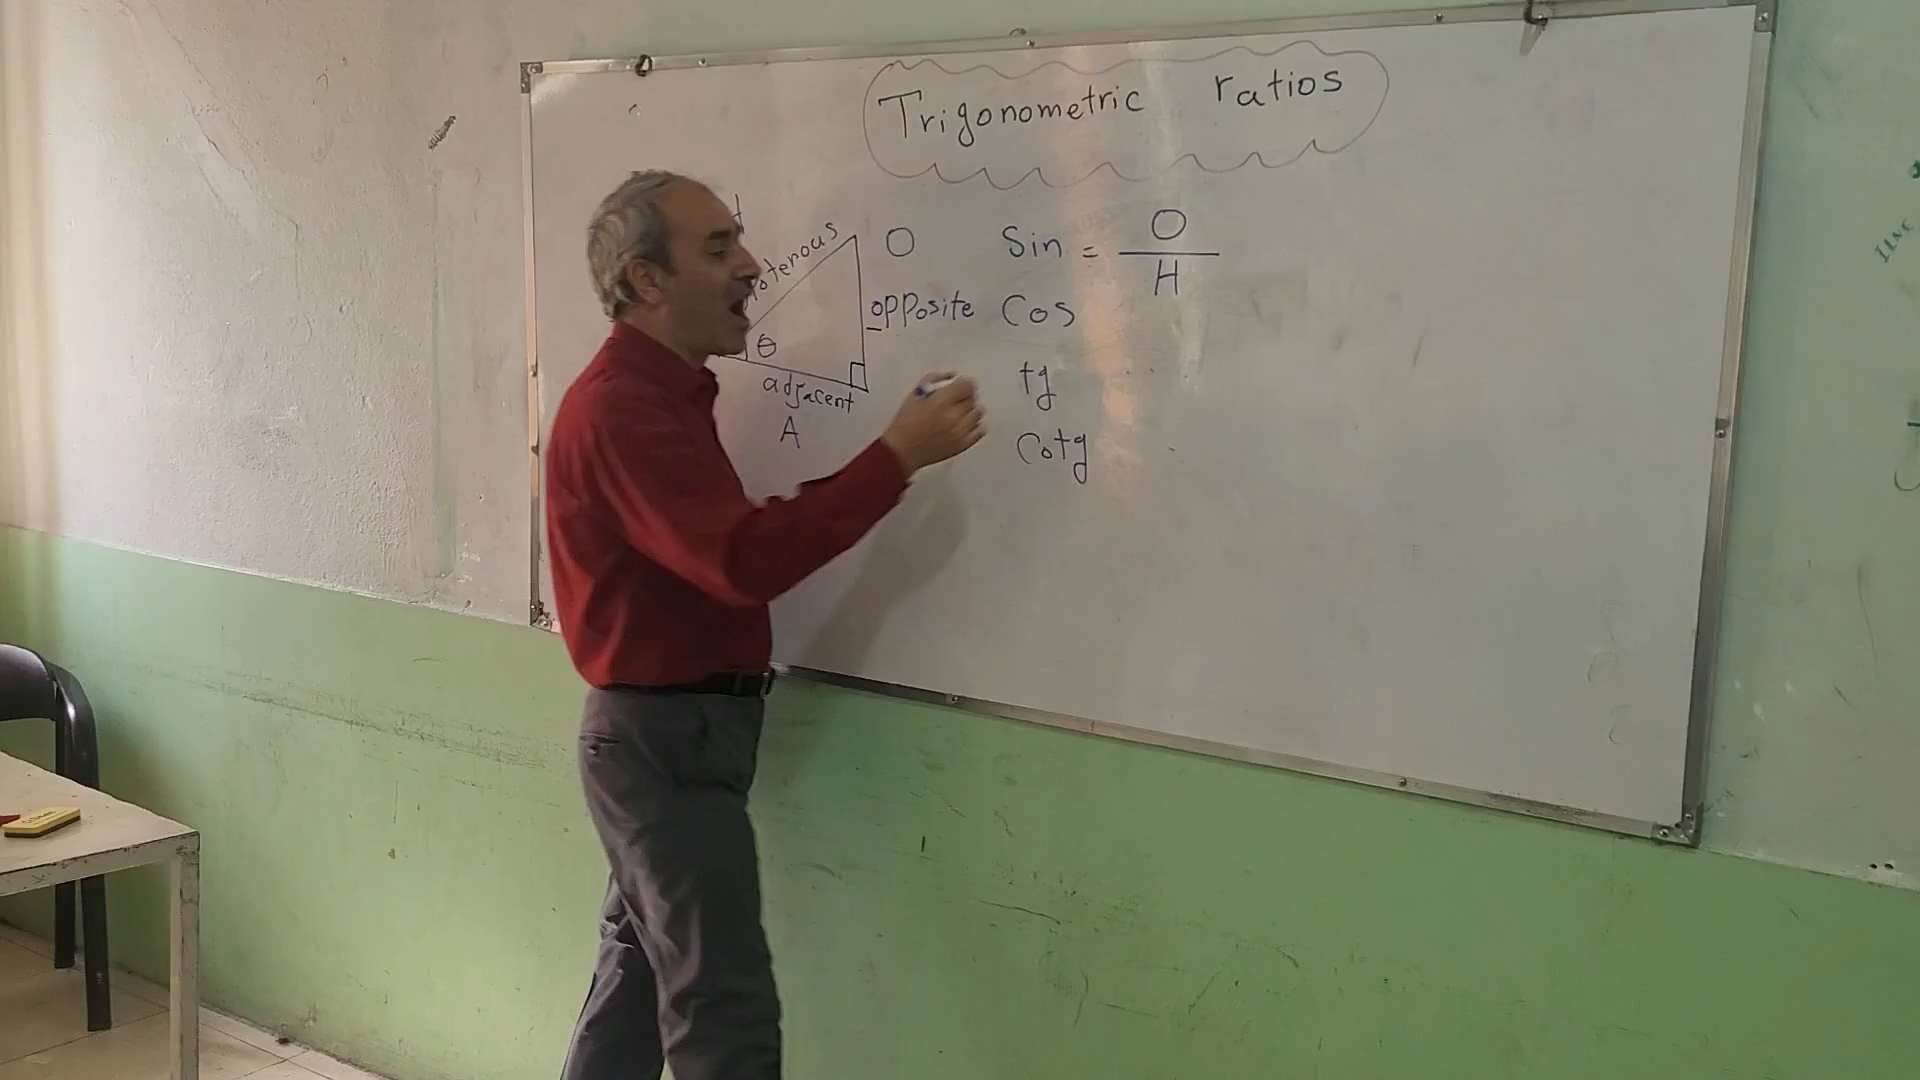 Trigonometric ratios
O
Sin = O
H
opposite
Cos
θ
tg
adjacent
A
Cotg